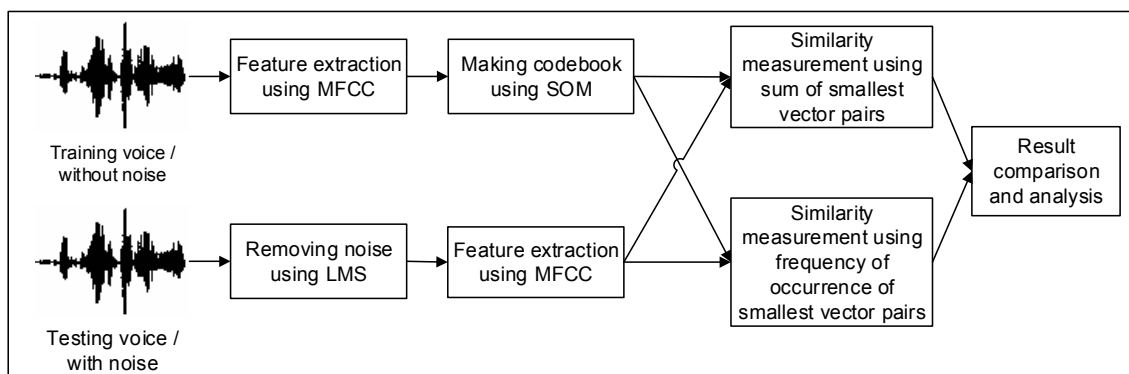 Training voice /
without noise
Feature extraction
using MFCC
Making codebook
using SOM
Similarity
measurement using
sum of smallest
vector pairs
Testing voice /
with noise
Removing noise
using LMS
Feature extraction
using MFCC
Similarity
measurement using
frequency of
occurrence of
smallest vector pairs
Result
comparison
and analysis